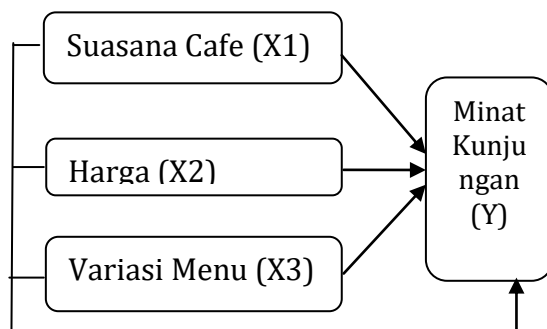 Suasana Cafe (X1)
Harga (X2)
Variasi Menu (X3)
Minat
Kunju
ngan
(Y)